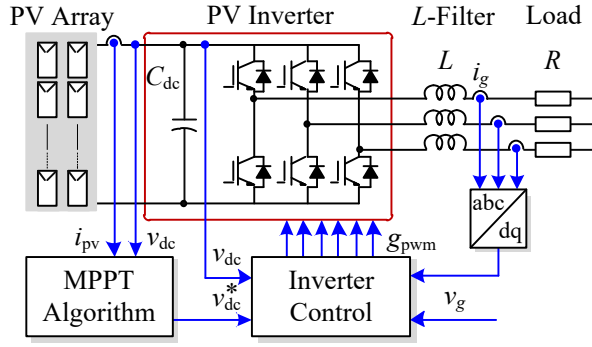 PV Array PV Inverter L-Filter Load
C_dc L i_g R
abc
dq
i_pv v_dc v_dc g_pwm
MPPT Algorithm
v_dc*
Inverter Control
v_g